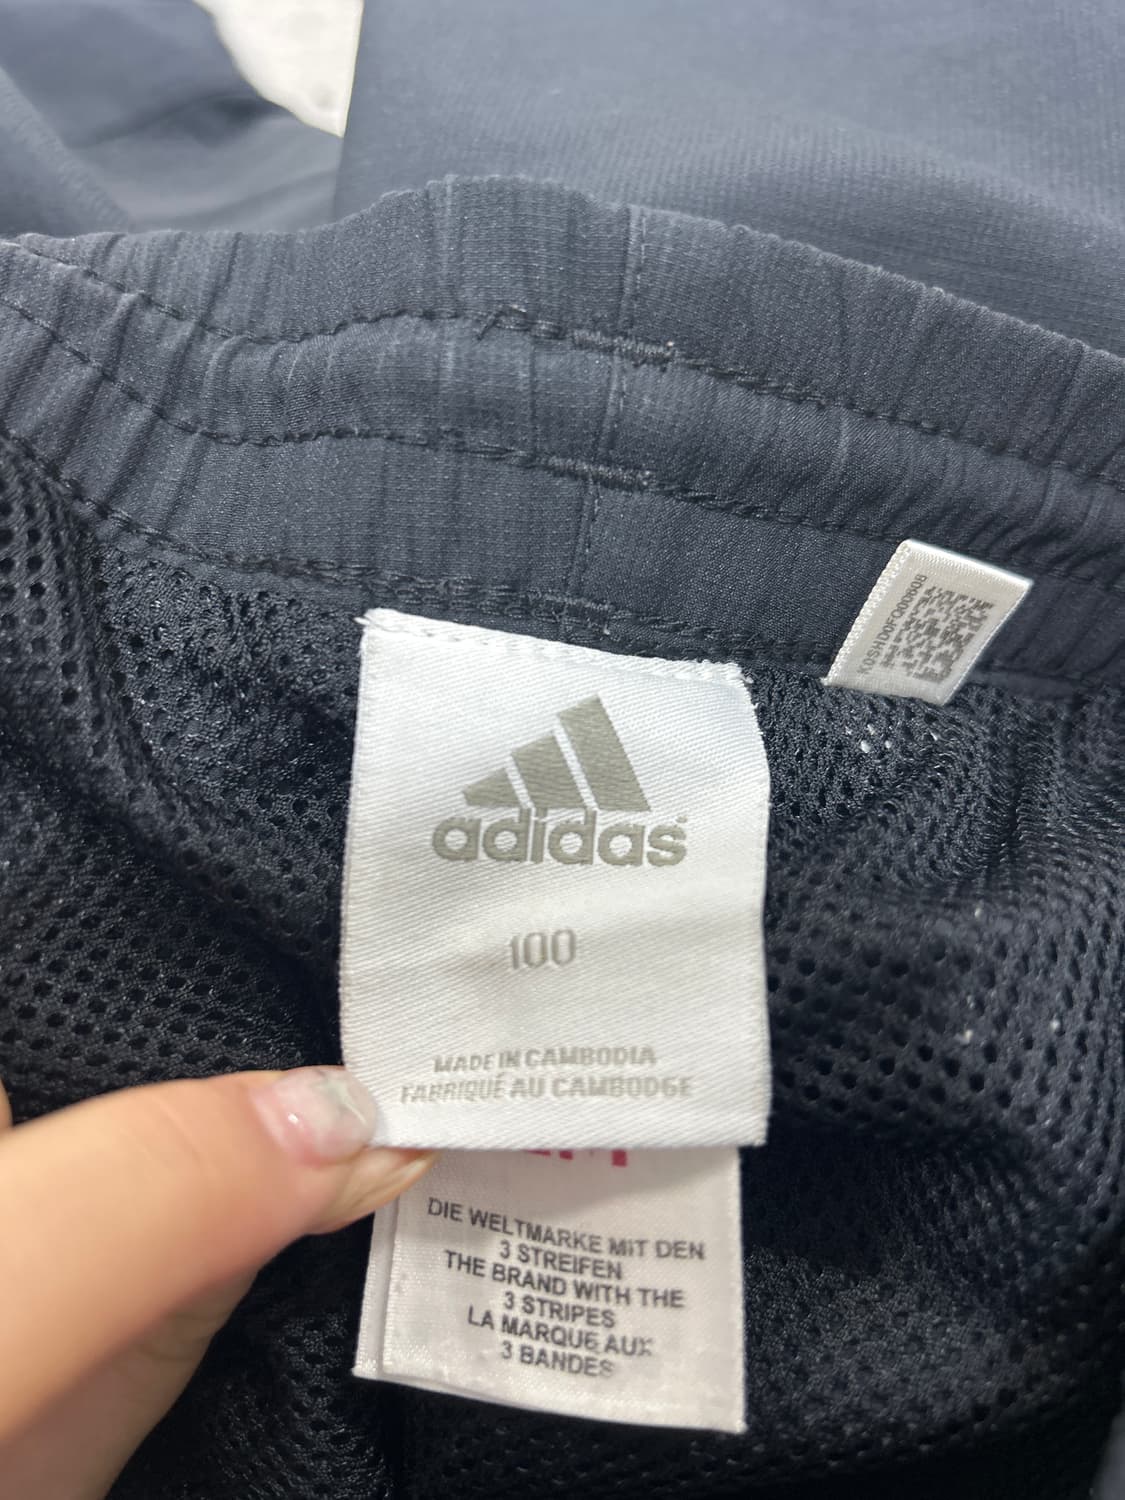 adidas
100
MADE IN CAMBODIA
FABRIQUÉ AU CAMBODGE
DIE WELTMARKE MIT DEN
3 STREIFEN
THE BRAND WITH THE
3 STRIPES
LA MARQUE AUX
3 BANDES